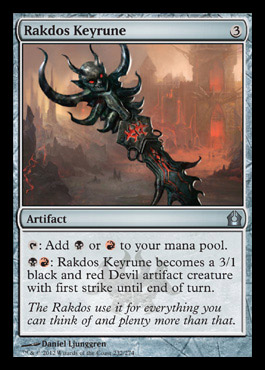 Rakdos Keyrune 3
Artifact
: Add or to your mana pool.
: Rakdos Keyrune becomes a 3/1
black and red Devil artifact creature
with first strike until end of turn.
The Rakdos use it for everything you
can think of and plenty more than that.
Daniel Ljunggren
™ & © 2012 Wizards of the Coast 232/274